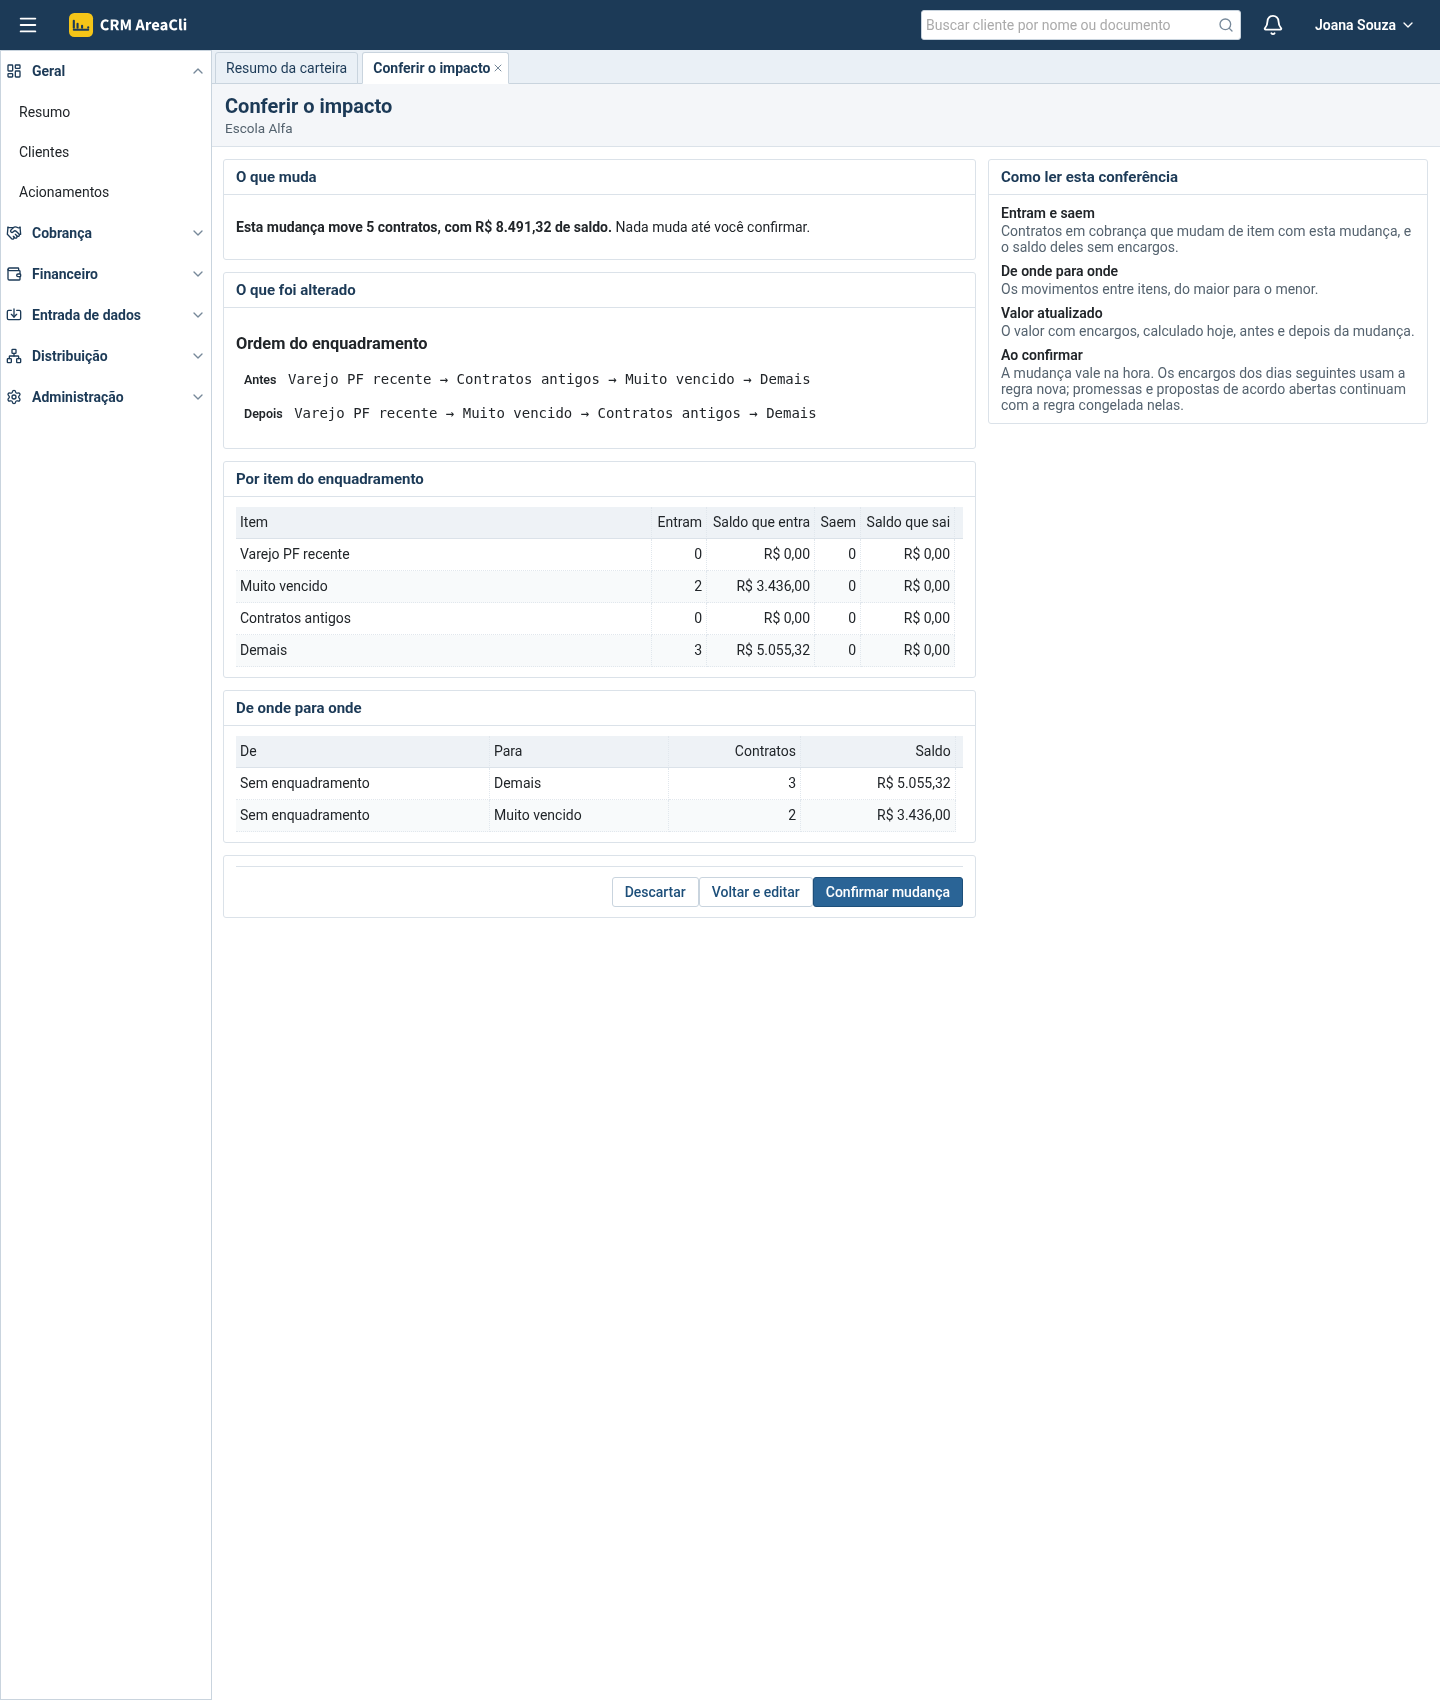 CRM AreaCli
Buscar cliente por nome ou documento
Joana Souza
Geral
Resumo
Clientes
Acionamentos
Cobrança
Financeiro
Entrada de dados
Distribuição
Administração
Resumo da carteira
Conferir o impacto
Conferir o impacto
Escola Alfa
O que muda
Esta mudança move 5 contratos, com R$ 8.491,32 de saldo. Nada muda até você confirmar.
O que foi alterado
Ordem do enquadramento
Antes Varejo PF recente → Contratos antigos → Muito vencido → Demais
Depois Varejo PF recente → Muito vencido → Contratos antigos → Demais
Por item do enquadramento
Item Entram Saldo que entra Saem Saldo que sai
Varejo PF recente 0 R$ 0,00 0 R$ 0,00
Muito vencido 2 R$ 3.436,00 0 R$ 0,00
Contratos antigos 0 R$ 0,00 0 R$ 0,00
Demais 3 R$ 5.055,32 0 R$ 0,00
De onde para onde
De Para Contratos Saldo
Sem enquadramento Demais 3 R$ 5.055,32
Sem enquadramento Muito vencido 2 R$ 3.436,00
Descartar Voltar e editar Confirmar mudança
Como ler esta conferência
Entram e saem
Contratos em cobrança que mudam de item com esta mudança, e
o saldo deles sem encargos.
De onde para onde
Os movimentos entre itens, do maior para o menor.
Valor atualizado
O valor com encargos, calculado hoje, antes e depois da mudança.
Ao confirmar
A mudança vale na hora. Os encargos dos dias seguintes usam a
regra nova; promessas e propostas de acordo abertas continuam
com a regra congelada nelas.